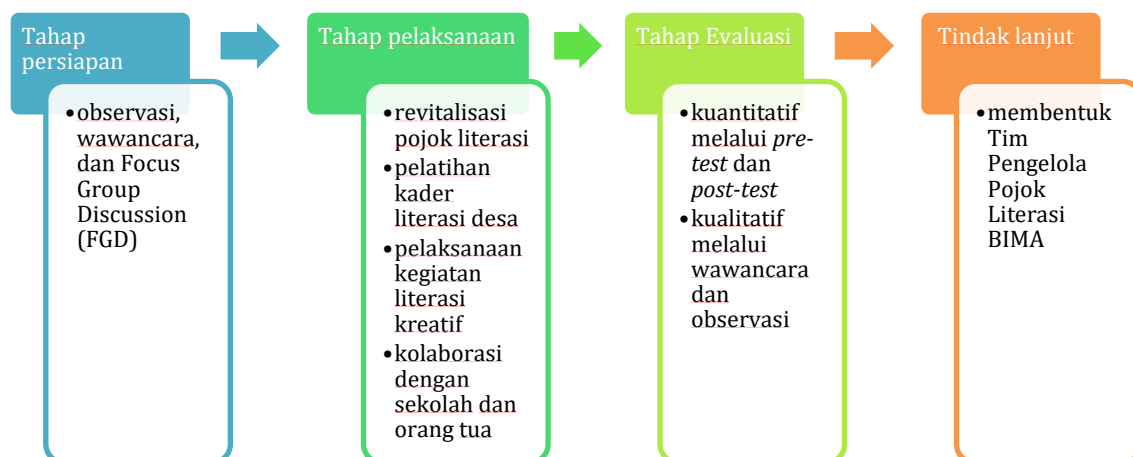 Tahap
persiapan
•observasi,
wawancara,
dan Focus
Group
Discussion
(FGD)
Tahap pelaksanaan
•revitalisasi
pojok literasi
•pelatihan
kader
literasi desa
•pelaksanaan
kegiatan
literasi
kreatif
•kolaborasi
dengan
sekolah dan
orang tua
Tahap Evaluasi
•kuantitatif
melalui pre-
test dan
post-test
•kualitatif
melalui
wawancara
dan
observasi
Tindak lanjut
•membentuk
Tim
Pengelola
Pojok
Literasi
BIMA